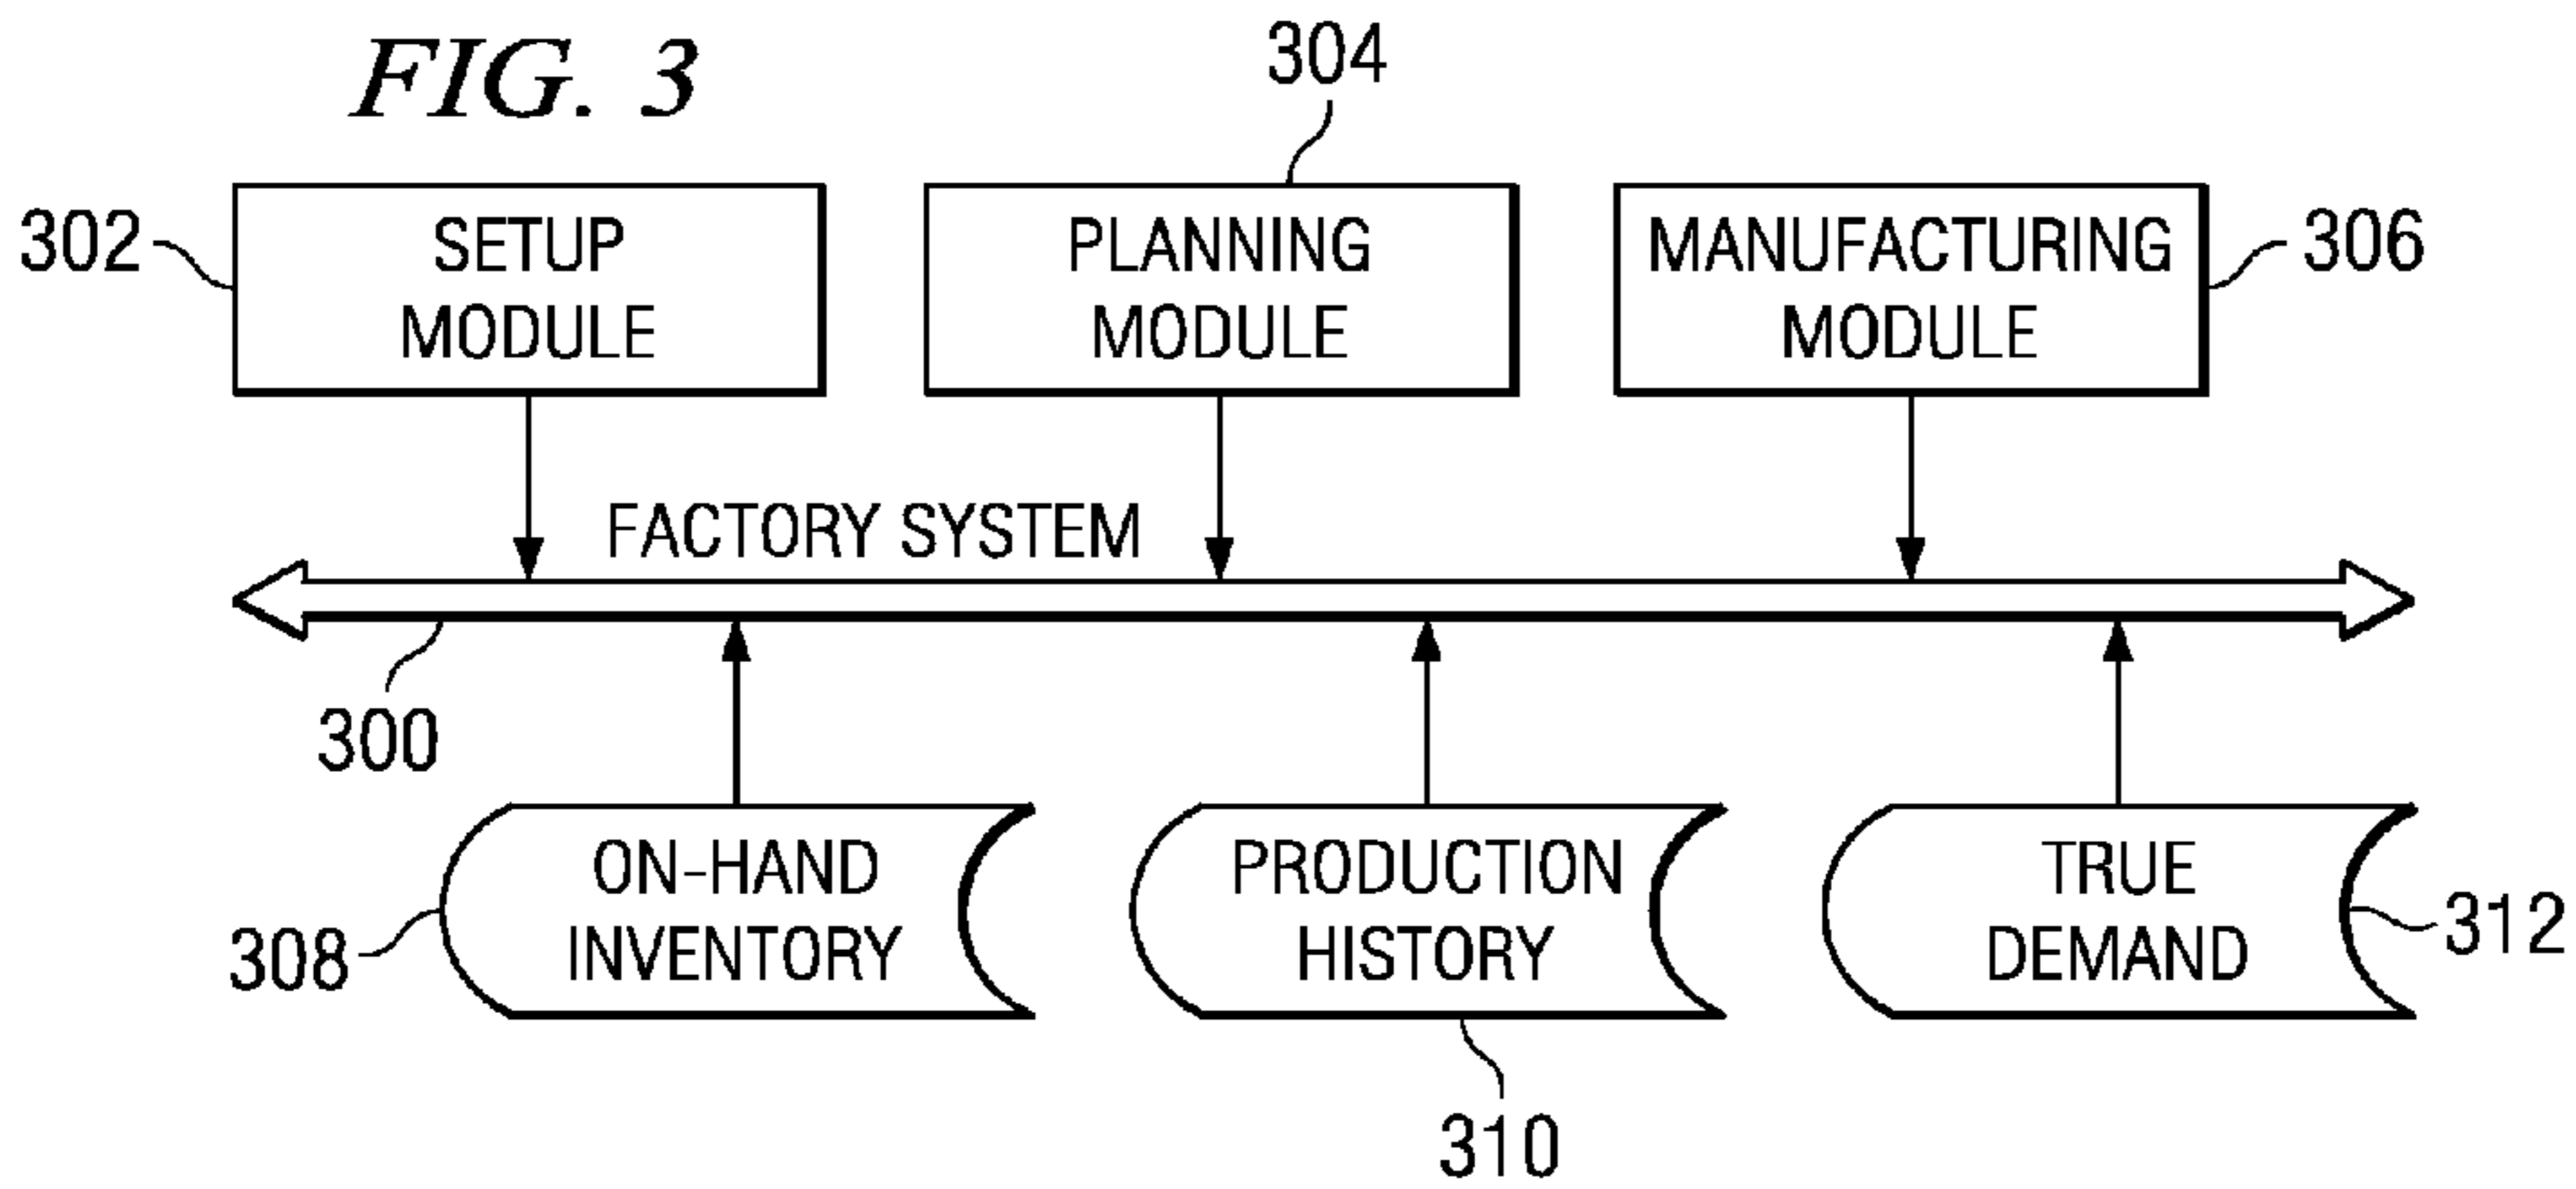 FIG. 3
304
302
SETUP
MODULE
PLANNING
MODULE
MANUFACTURING
MODULE
306
FACTORY SYSTEM
300
308
ON-HAND
INVENTORY
PRODUCTION
HISTORY
310
TRUE
DEMAND
312